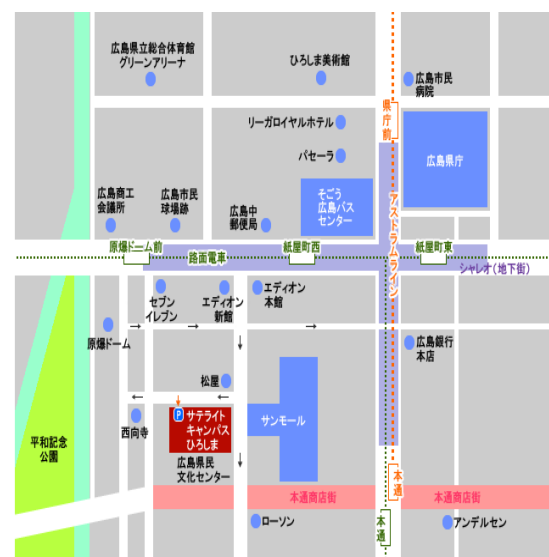 広島県立総合体育館
グリーンアリーナ
ひろしま美術館
広島市民
病院
県庁前
リーガロイヤルホテル
パセーラ
広島県庁
そごう
広島バス
センター
広島商工
会議所
広島市民
球場跡
広島中
郵便局
アストラムライン
原爆ドーム前
路面電車
紙屋町西
紙屋町東
シャレオ(地下街)
セブン
イレブン
エディオン
新館
エディオン
本館
原爆ドーム
広島銀行
本店
松屋
P
サテライト
キャンパス
ひろしま
サンモール
西向寺
平和記念
公園
広島県民
文化センター
本通
本通商店街
本通商店街
ローソン
本通
アンデルセン